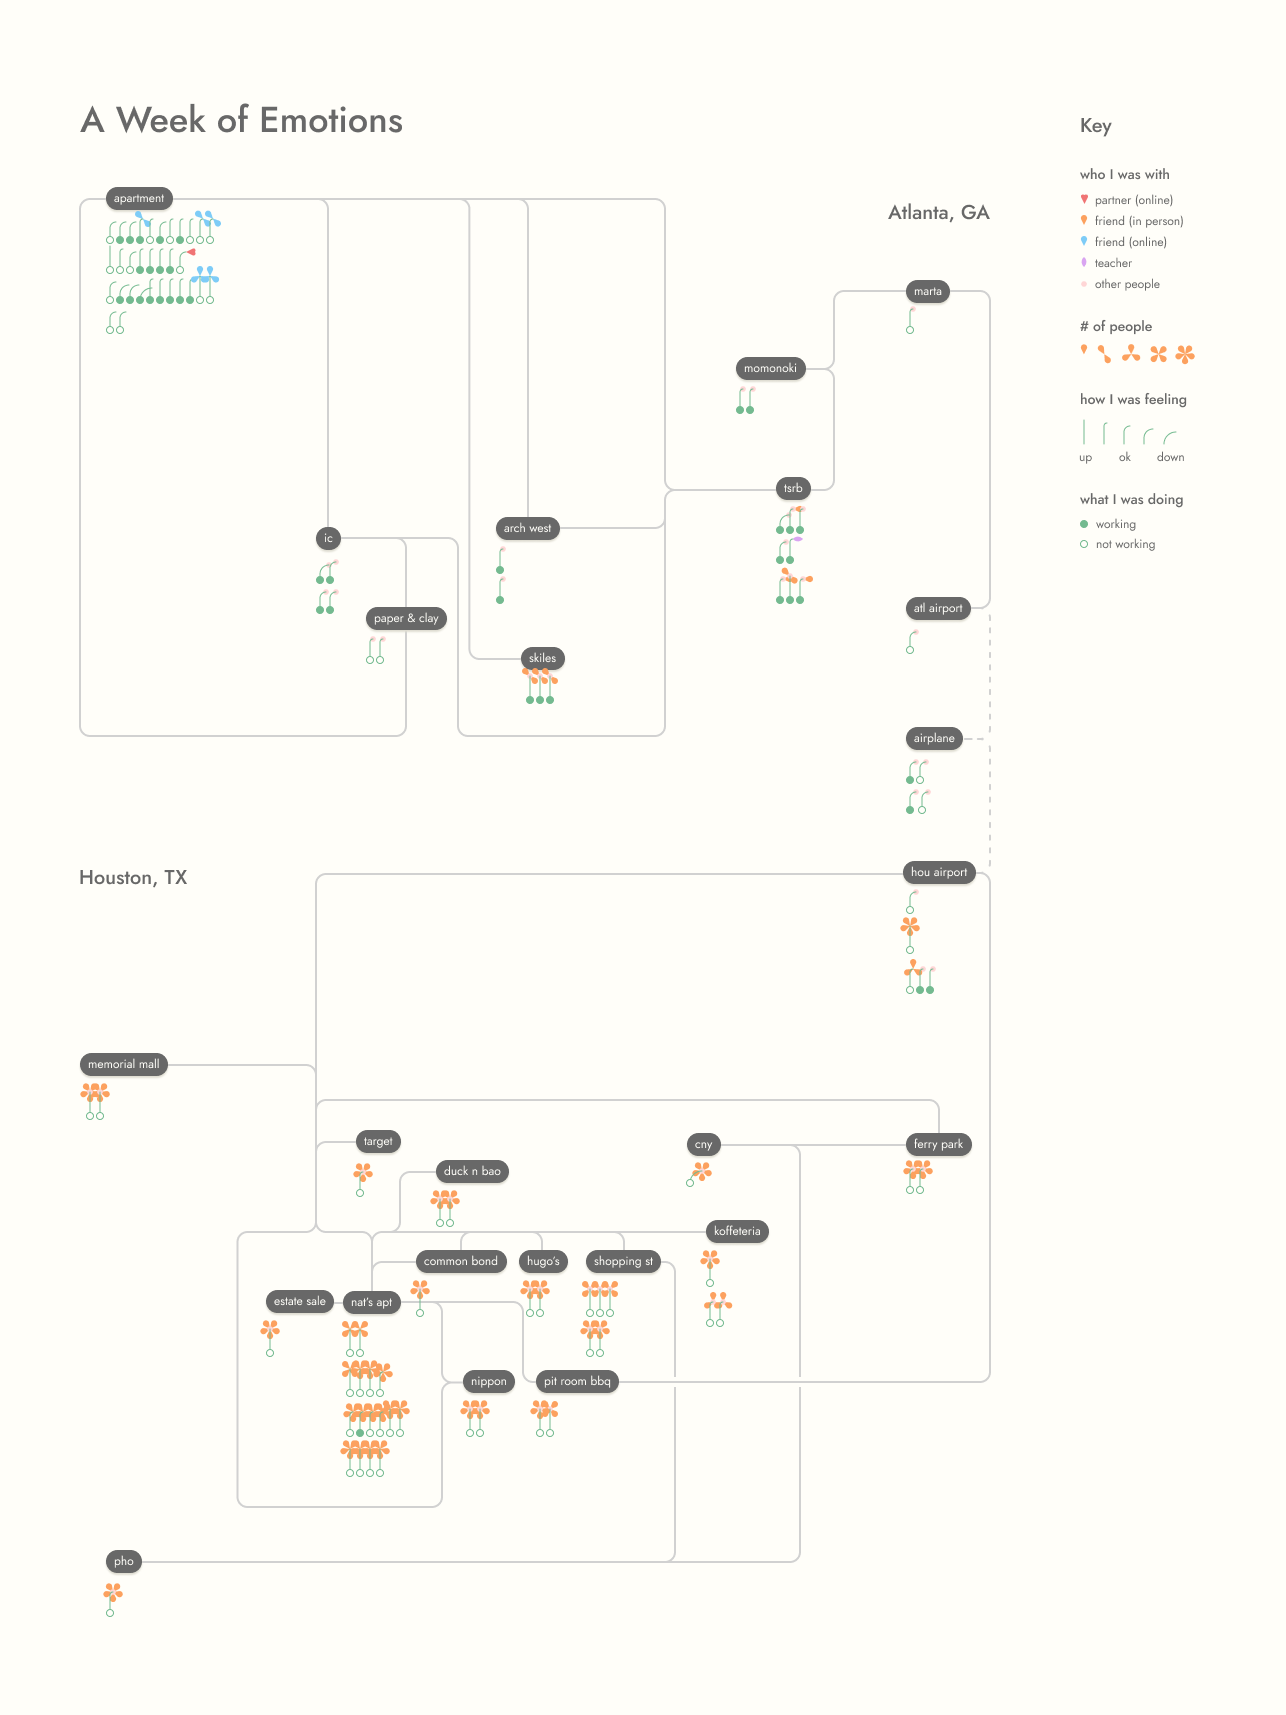 A Week of Emotions
Key
who I was with
partner (online)
friend (in person)
friend (online)
teacher
other people
# of people
how I was feeling
up ok down
what I was doing
working
not working
apartment
Atlanta, GA
marta
momonoki
tsrb
arch west
ic
paper & clay
atl airport
skiles
airplane
Houston, TX
hou airport
memorial mall
target
cny
ferry park
duck n bao
koffeteria
common bond
hugo's
shopping st
estate sale
nat's apt
nippon
pit room bbq
pho